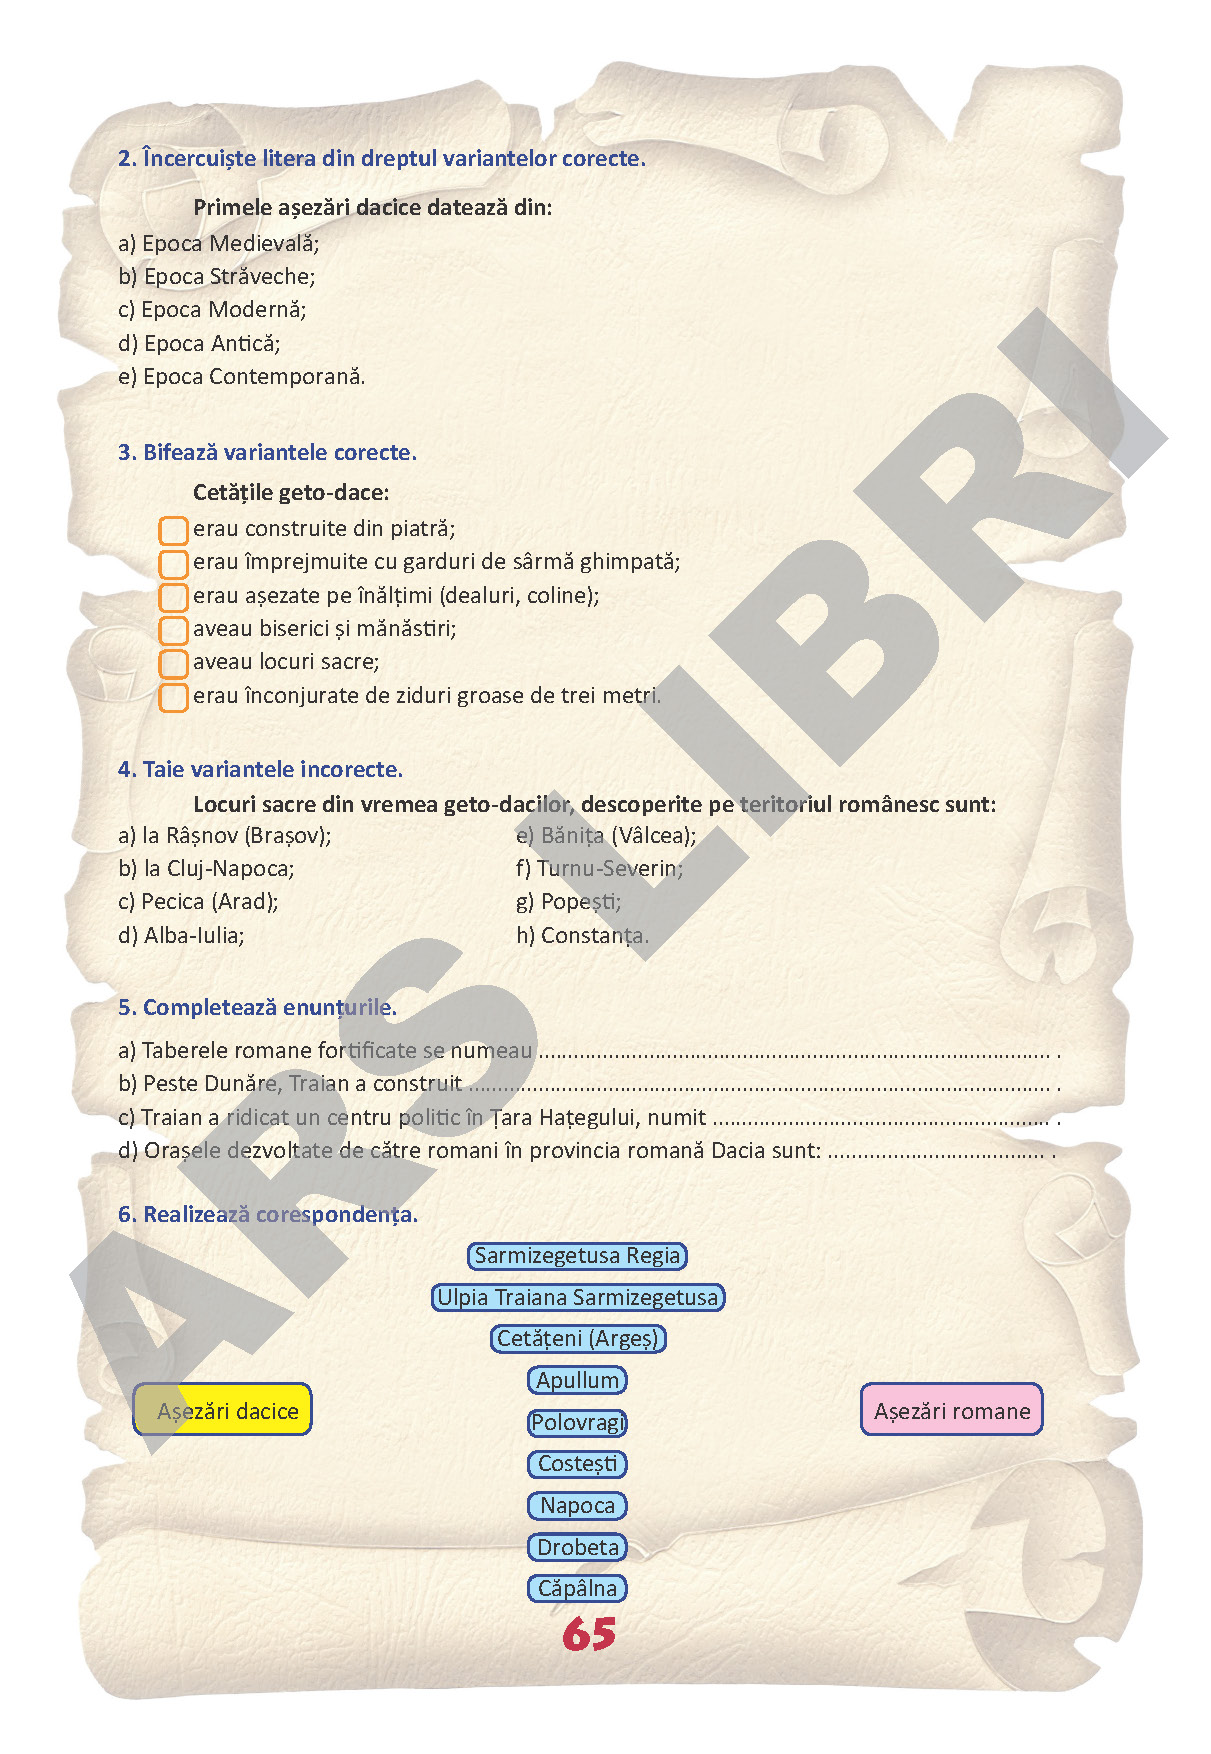 2. Încercuiște litera din dreptul variantelor corecte.
Primele așezări dacice datează din:
a) Epoca Medievală;
b) Epoca Străveche;
c) Epoca Modernă;
d) Epoca Antică;
e) Epoca Contemporană.
3. Bifează variantele corecte.
Cetățile geto-dace:
erau construite din piatră;
erau împrejmuite cu garduri de sârmă ghimpată;
erau așezate pe înălțimi (dealuri, coline);
aveau biserici și mănăstiri;
aveau locuri sacre;
erau înconjurate de ziduri groase de trei metri.
4. Taie variantele incorecte.
Locuri sacre din vremea geto-dacilor, descoperite pe teritoriul românesc sunt:
a) la Râșnov (Brașov);
b) la Cluj-Napoca;
c) Pecica (Arad);
d) Alba-Iulia;
e) Bănița (Vâlcea);
f) Turnu-Severin;
g) Popești;
h) Constanța.
5. Completează enunțurile.
a) Taberele romane fortificate se numeau ........................................................................................ .
b) Peste Dunăre, Traian a construit .................................................................................................... .
c) Traian a ridicat un centru politic în Țara Hațegului, numit .......................................................... .
d) Orașele dezvoltate de către romani în provincia romană Dacia sunt: ..................................... .
6. Realizează corespondența.
Sarmizegetusa Regia
Ulpia Traiana Sarmizegetusa
Cetățeni (Argeș)
Apullum
Așezări dacice
Polovragi
Așezări romane
Costești
Napoca
Drobeta
Căpâlna
65
ARS LIBRI